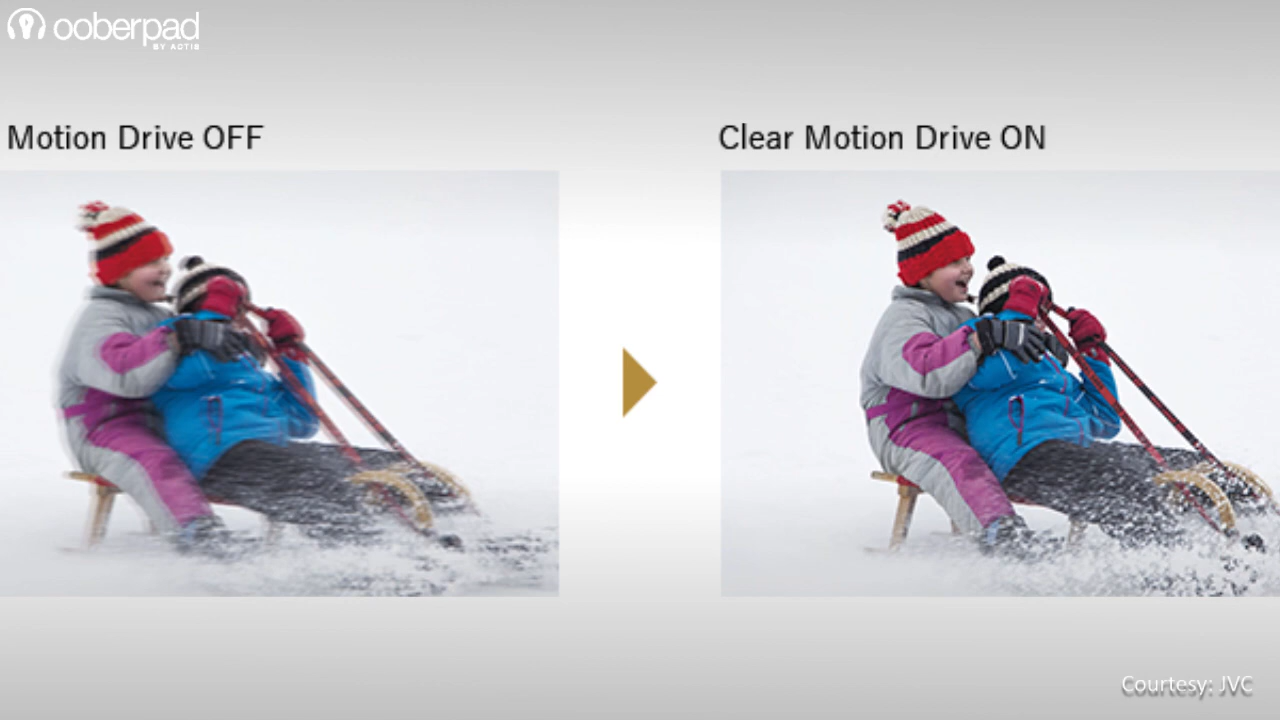 ooberpad
BY ACTIS
Motion Drive OFF
Clear Motion Drive ON
Courtesy: JVC